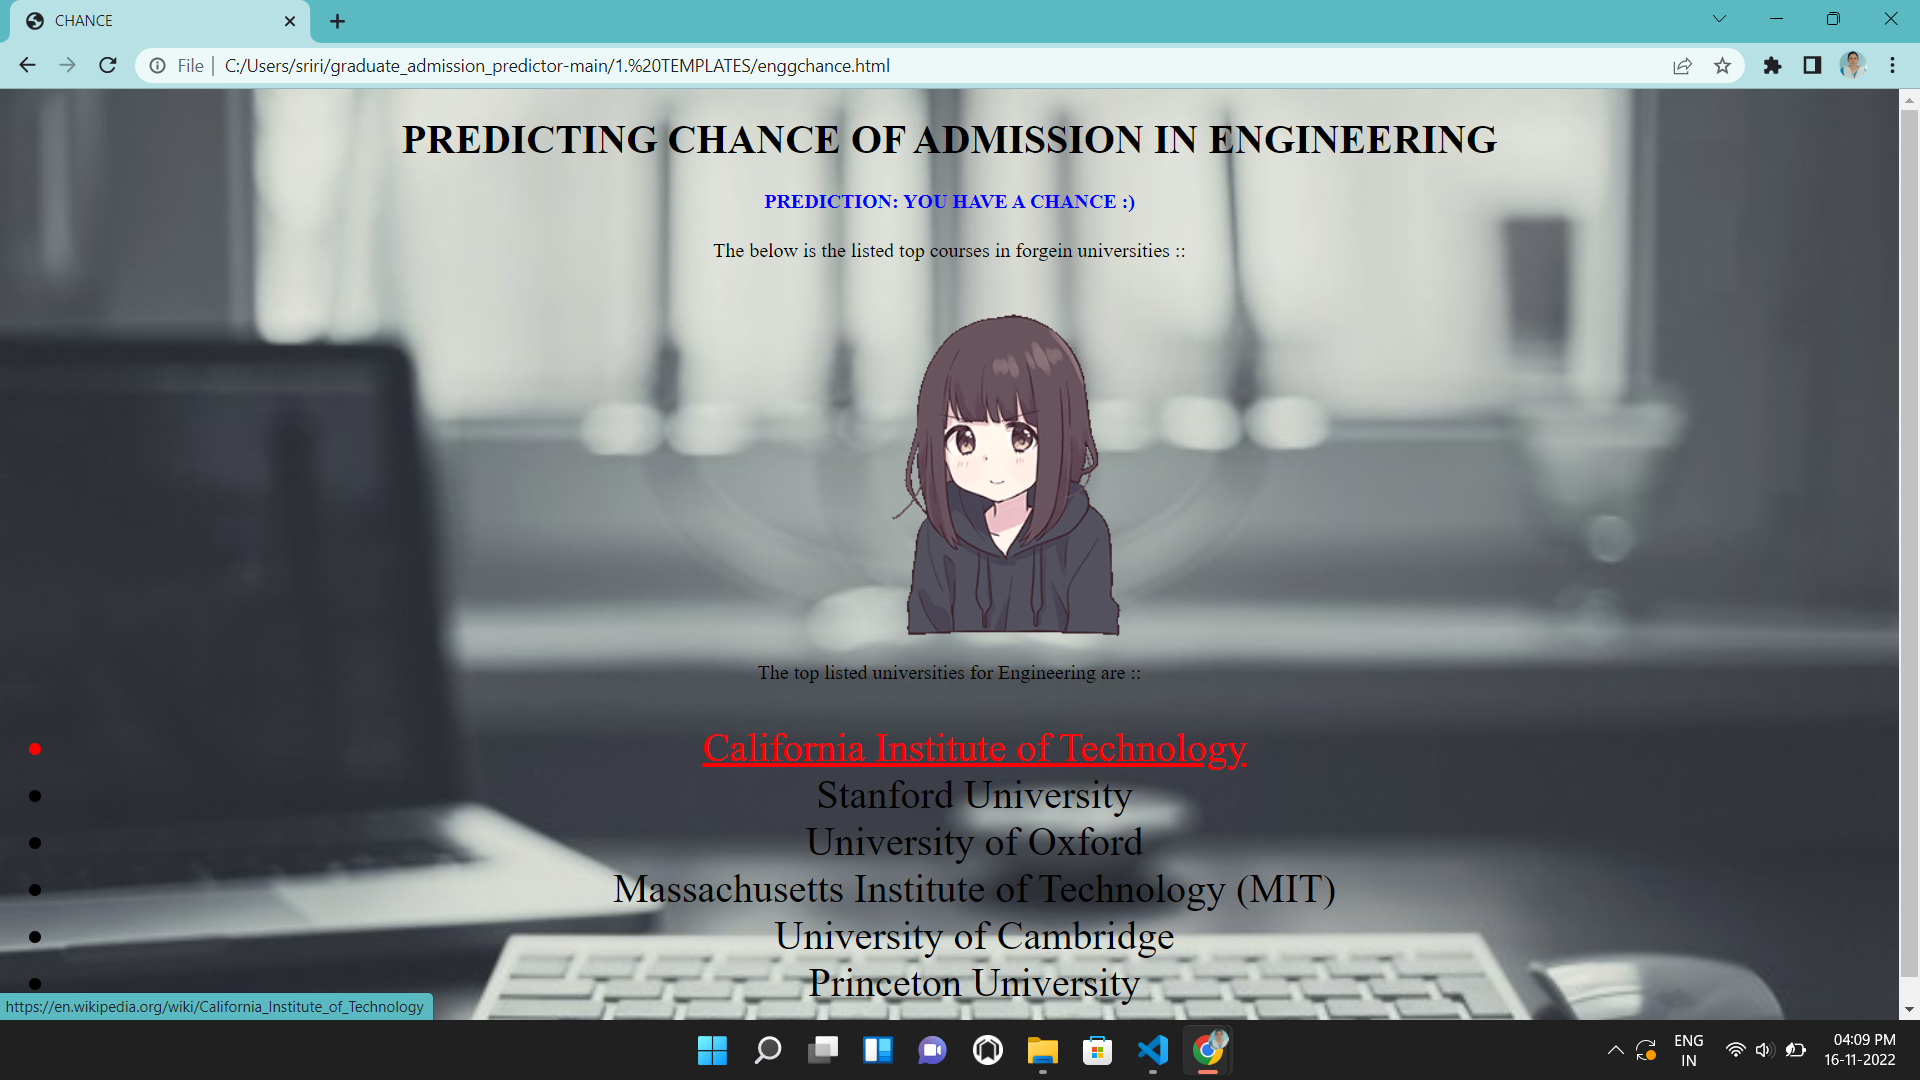 CHANCE
File
C:/Users/sriri/graduate_admission_predictor-main/1.%20TEMPLATES/enggchance.html
PREDICTING CHANCE OF ADMISSION IN ENGINEERING
PREDICTION: YOU HAVE A CHANCE :)
The below is the listed top courses in forgein universities ::
The top listed universities for Engineering are ::
California Institute of Technology
Stanford University
University of Oxford
Massachusetts Institute of Technology (MIT)
University of Cambridge
Princeton University
https://en.wikipedia.org/wiki/California_Institute_of_Technology
ENG
IN
04:09 PM
16-11-2022